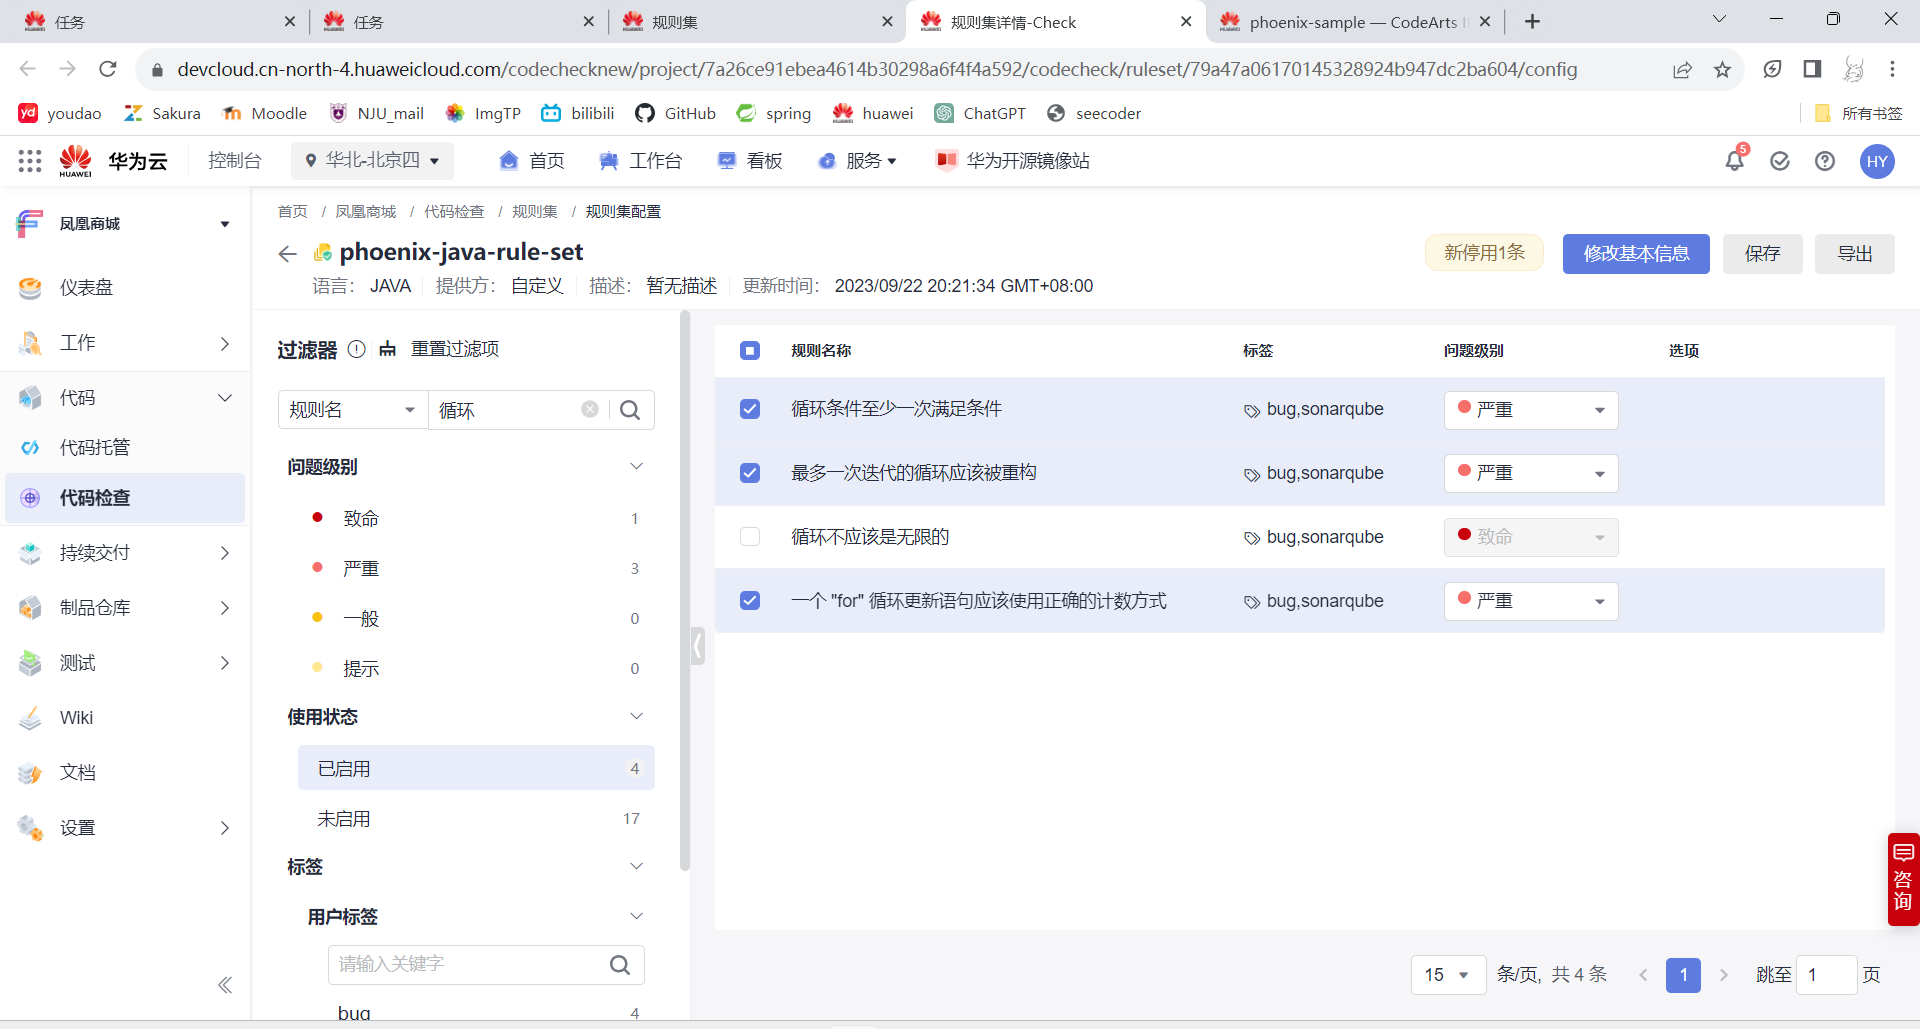 任务
任务
规则集
规则集详情-Check
phoenix-sample — CodeArts
devcloud.cn-north-4.huaweicloud.com/codechecknew/project/7a26ce91ebea4614b30298a6f4f4a592/codecheck/ruleset/79a47a06170145328924b947dc2ba604/config
youdao
Sakura
Moodle
NJU_mail
ImgTP
bilibili
GitHub
spring
huawei
ChatGPT
seecoder
所有书签
HUAWEI
华为云
控制台
华北-北京四
首页
工作台
看板
服务
华为开源镜像站
5
HY
凤凰商城
仪表盘
工作
代码
代码托管
代码检查
持续交付
制品仓库
测试
Wiki
文档
设置
首页 / 凤凰商城 / 代码检查 / 规则集 / 规则集配置
phoenix-java-rule-set
新停用1条
修改基本信息
保存
导出
语言： JAVA 提供方： 自定义 描述： 暂无描述 更新时间： 2023/09/22 20:21:34 GMT+08:00
过滤器 重置过滤项
规则名 循环
问题级别
致命 1
严重 3
一般 0
提示 0
使用状态
已启用 4
未启用 17
标签
用户标签
请输入关键字
bug 4
规则名称 标签 问题级别 选项
循环条件至少一次满足条件 bug,sonarqube 严重
最多一次迭代的循环应该被重构 bug,sonarqube 严重
循环不应该是无限的 bug,sonarqube 致命
一个 "for" 循环更新语句应该使用正确的计数方式 bug,sonarqube 严重
咨询
15 条/页, 共 4 条 1 跳至 1 页